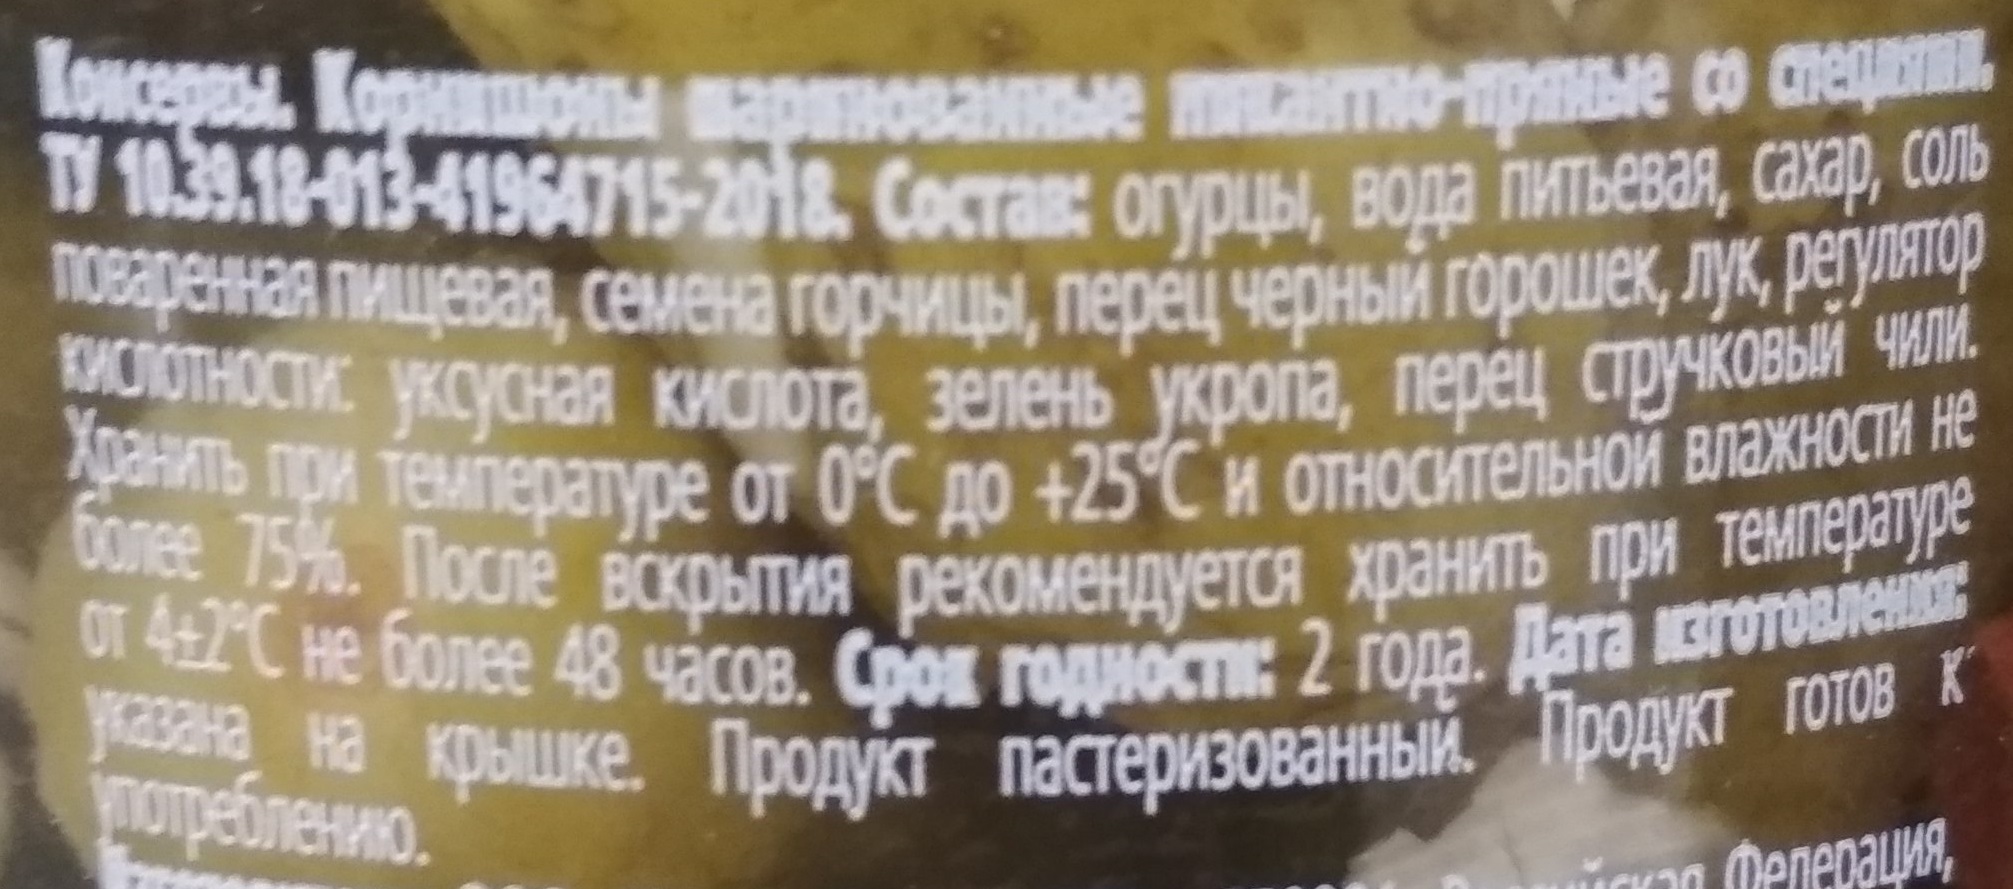 Консервы. Корнишоны маринованные пикантно-пряные со специями.
ТУ 10.39.18-013-41964715-2018. Состав: огурцы, вода питьевая, сахар, соль
поваренная пищевая, семена горчицы, перец черный горошек, лук, регулятор
кислотности: уксусная кислота, зелень укропа, перец стручковый чили.
Хранить при температуре от 0°С до +25°С и относительной влажности не
более 75%. После вскрытия рекомендуется хранить при температуре
от 4±2°С не более 48 часов. Срок годности: 2 года. Дата изготовления:
указана на крышке. Продукт пастеризованный. Продукт готов к
употреблению.
Федерация,